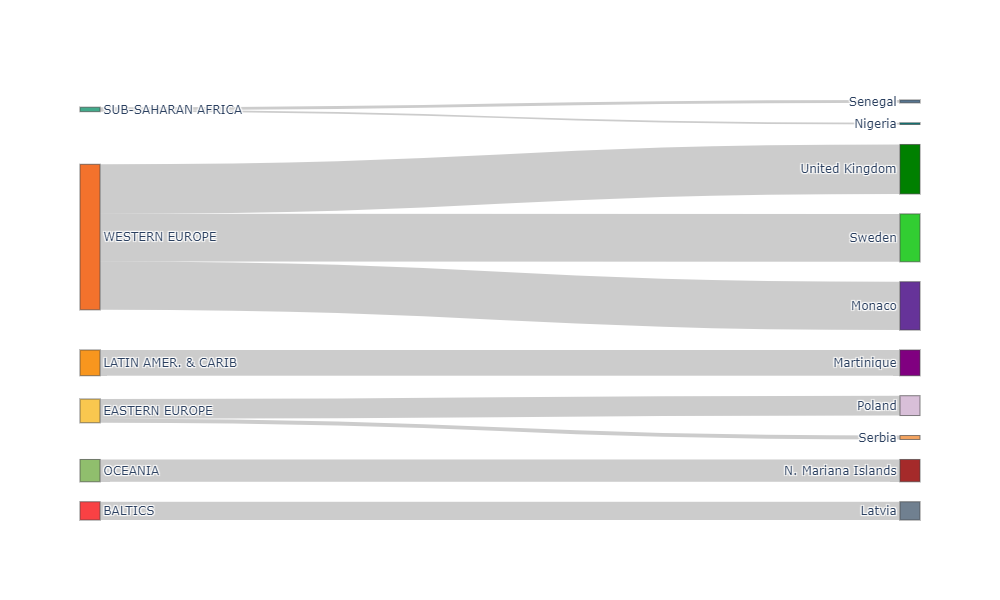 SUB-SAHARAN AFRICA
Senegal
Nigeria
United Kingdom
WESTERN EUROPE
Sweden
Monaco
LATIN AMER. & CARIB
Martinique
EASTERN EUROPE
Poland
Serbia
OCEANIA
N. Mariana Islands
BALTICS
Latvia